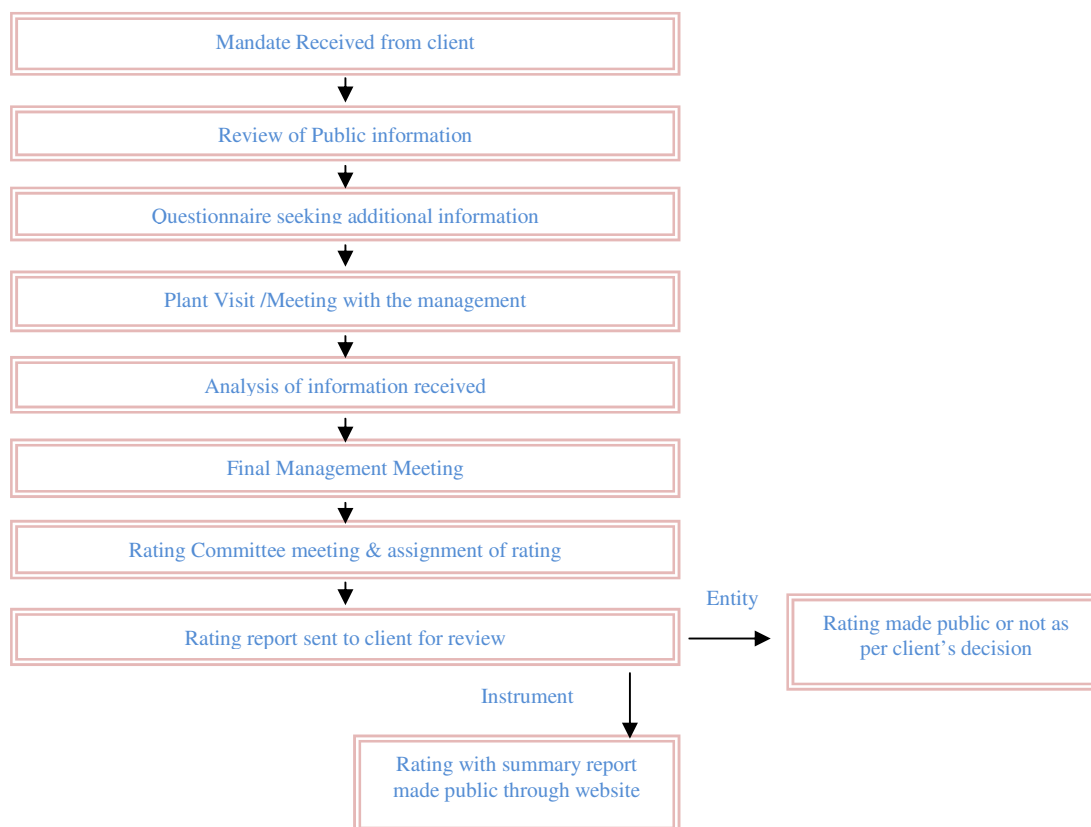 Mandate Received from client
Review of Public information
Questionnaire seeking additional information
Plant Visit /Meeting with the management
Analysis of information received
Final Management Meeting
Rating Committee meeting & assignment of rating
Entity
Rating report sent to client for review
Rating made public or not as
per client’s decision
Instrument
Rating with summary report
made public through website